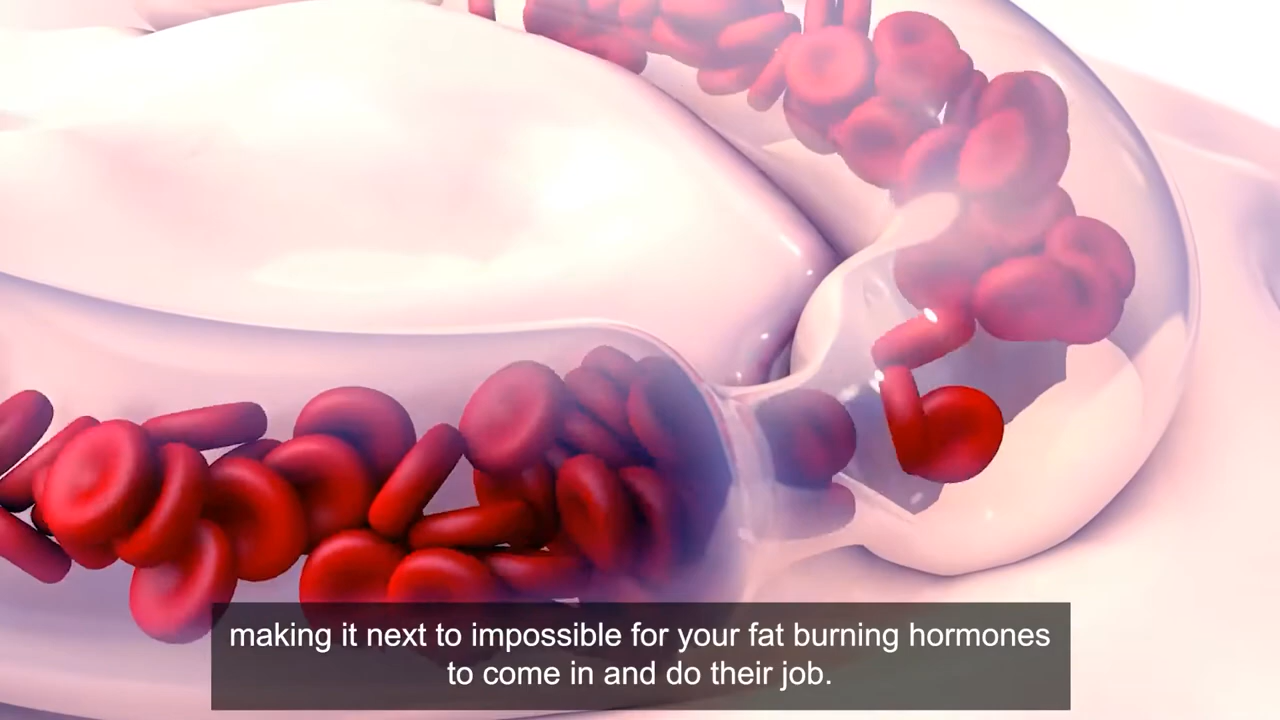 making it next to impossible for your fat burning hormones
to come in and do their job.